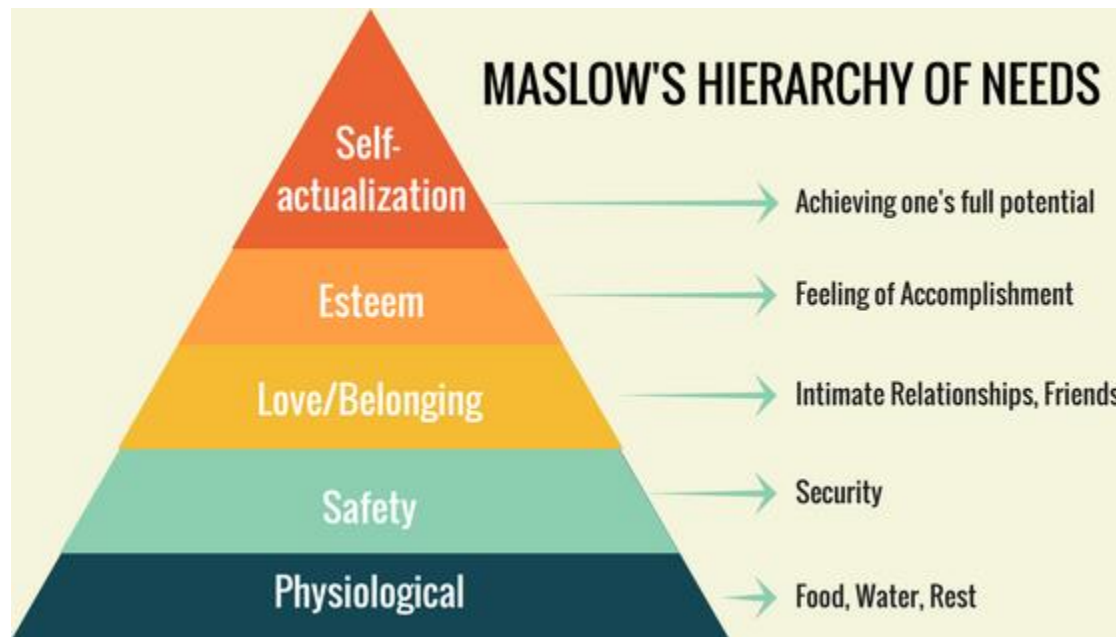 MASLOW'S HIERARCHY OF NEEDS
Self-
actualization
Achieving one's full potential
Esteem
Feeling of Accomplishment
Love/Belonging
Intimate Relationships, Friends
Safety
Security
Physiological
Food, Water, Rest